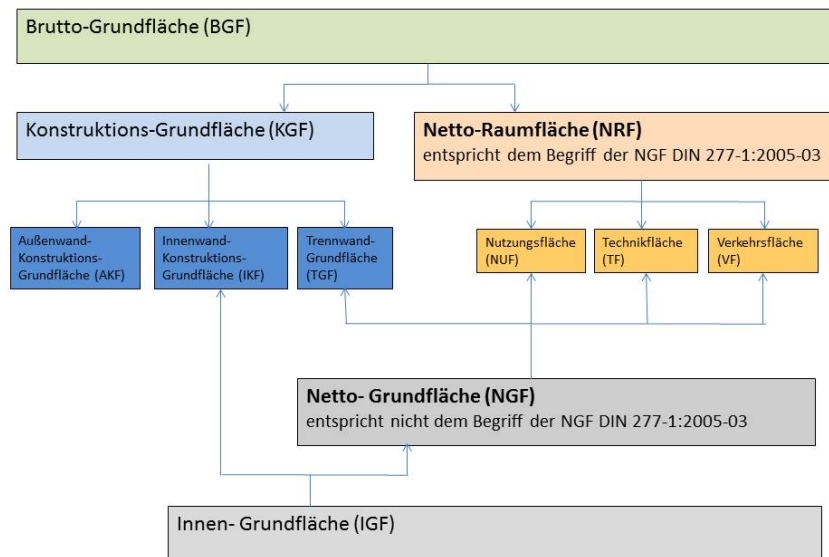 Brutto-Grundfläche (BGF)
Konstruktions-Grundfläche (KGF)
Netto-Raumfläche (NRF)
entspricht dem Begriff der NGF DIN 277-1:2005-03
Außenwand-
Konstruktions-
Grundfläche (AKF)
Innenwand-
Konstruktions-
Grundfläche (IKF)
Trennwand-
Grundfläche
(TGF)
Nutzungsfläche
(NUF)
Technikfläche
(TF)
Verkehrsfläche
(VF)
Netto- Grundfläche (NGF)
entspricht nicht dem Begriff der NGF DIN 277-1:2005-03
Innen- Grundfläche (IGF)